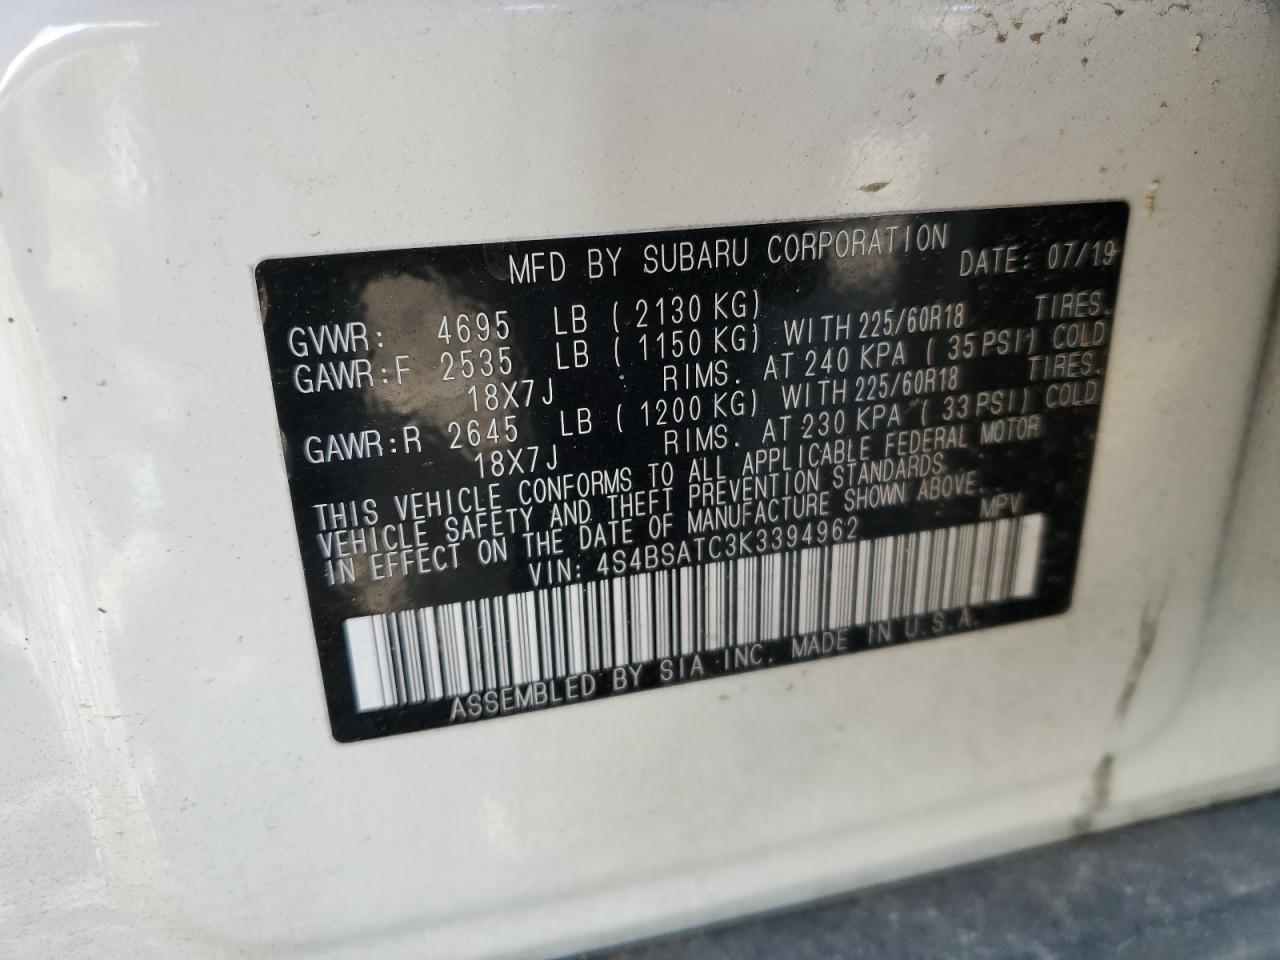 MFD BY SUBARU CORPORATION DATE: 07/19
GVWR: 4695 LB ( 2130 KG)
GAWR:F 2535 LB ( 1150 KG) WITH 225/60R18 TIRES.
18X7J RIMS. AT 240 KPA ( 35 PSI) COLD
GAWR:R 2645 LB ( 1200 KG) WITH 225/60R18 TIRES.
18X7J RIMS. AT 230 KPA ( 33 PSI) COLD
THIS VEHICLE CONFORMS TO ALL APPLICABLE FEDERAL MOTOR
VEHICLE SAFETY AND THEFT PREVENTION STANDARDS
IN EFFECT ON THE DATE OF MANUFACTURE SHOWN ABOVE.
VIN: 4S4BSATC3K3394962 MPV
ASSEMBLED BY SIA INC. MADE IN U.S.A.